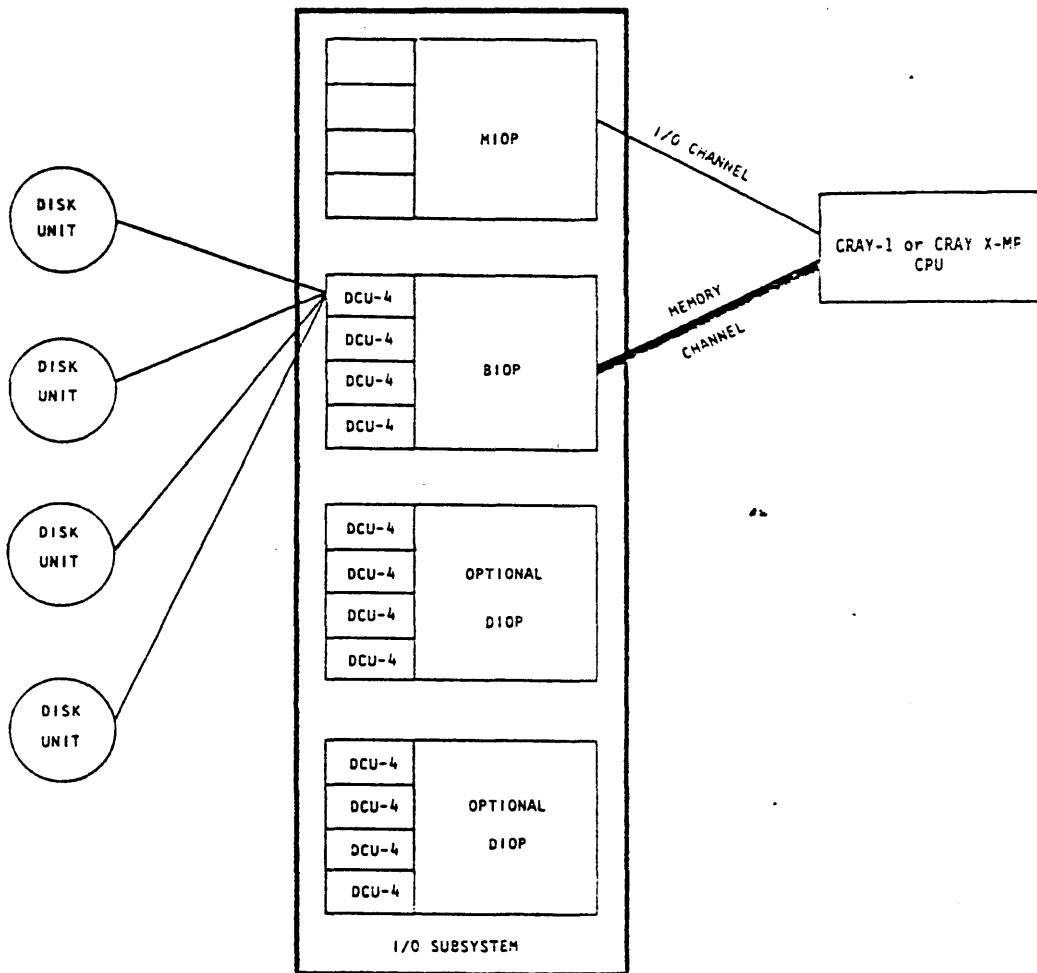 MIOP
I/O CHANNEL
DISK
UNIT
CRAY-1 or CRAY X-MP
CPU
DCU-4
DCU-4
DCU-4
DCU-4
BIOP
MEMORY
CHANNEL
DISK
UNIT
DISK
UNIT
DCU-4
DCU-4
DCU-4
DCU-4
OPTIONAL
DIOP
DISK
UNIT
DCU-4
DCU-4
DCU-4
DCU-4
OPTIONAL
DIOP
I/O SUBSYSTEM